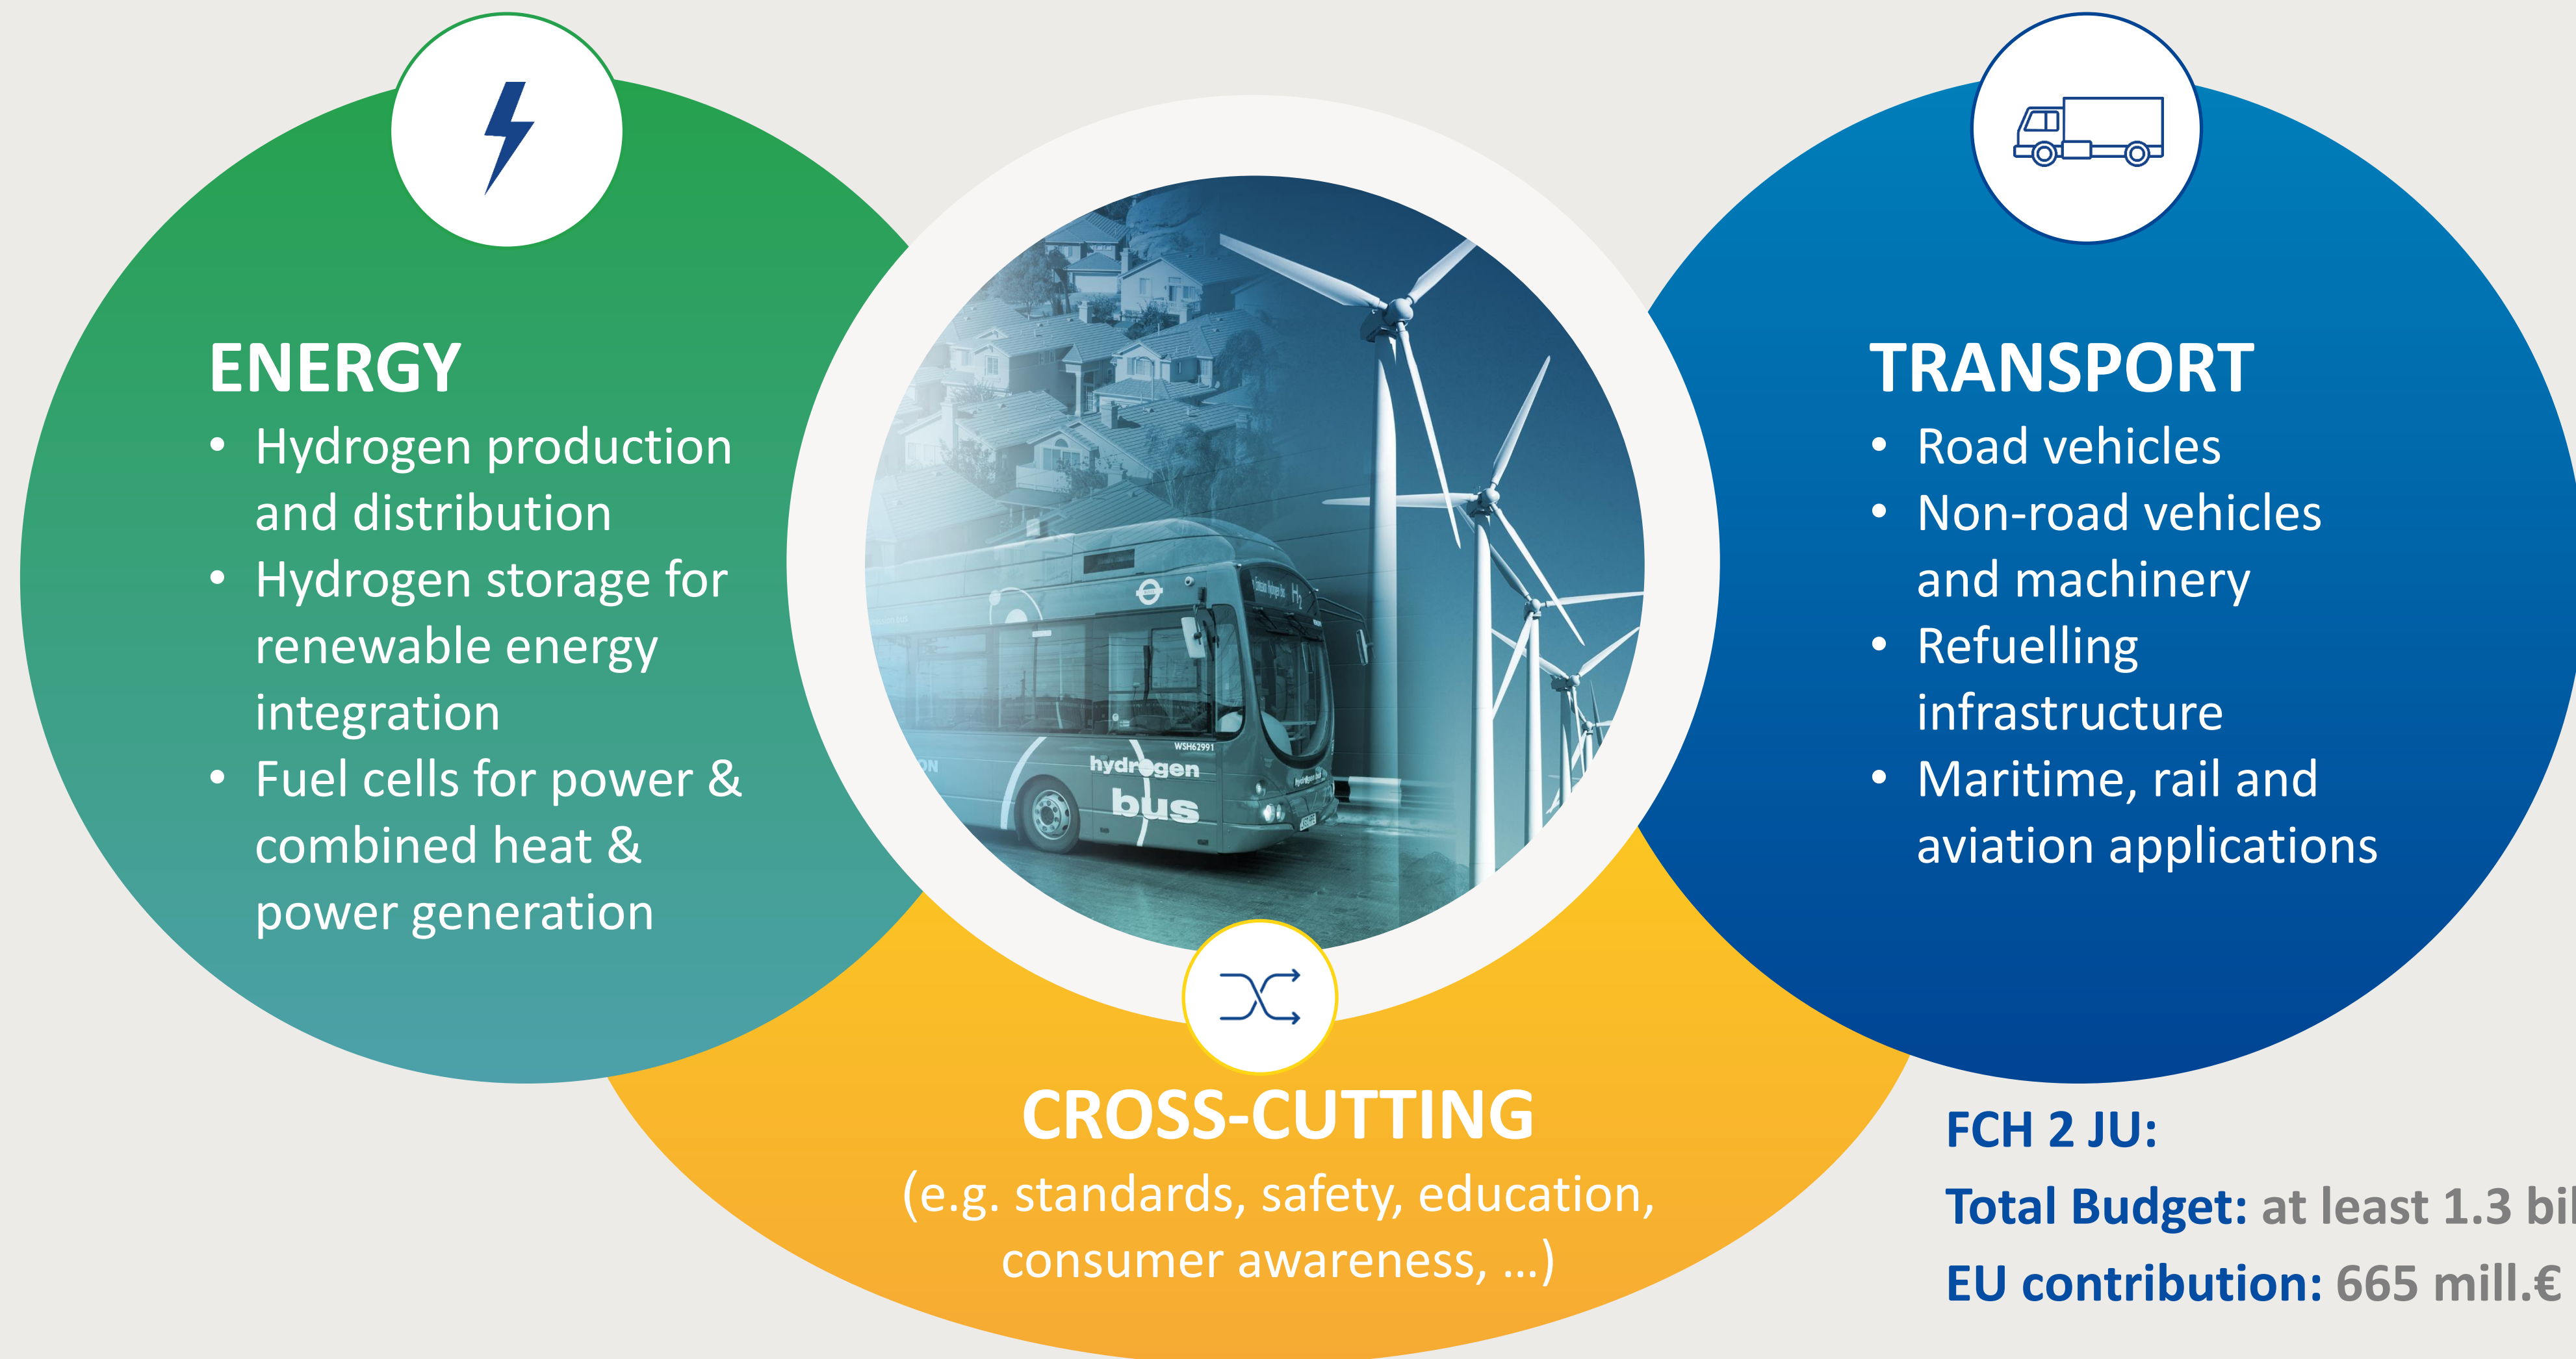 ENERGY
• Hydrogen production
and distribution
• Hydrogen storage for
renewable energy
integration
• Fuel cells for power &
combined heat &
power generation
WSH62991
hydrogen
bus
H2
TRANSPORT
• Road vehicles
• Non-road vehicles
and machinery
• Refuelling
infrastructure
• Maritime, rail and
aviation applications
CROSS-CUTTING
(e.g. standards, safety, education,
consumer awareness, ...)
FCH 2 JU:
Total Budget: at least 1.3
EU contribution: 665 mill.€